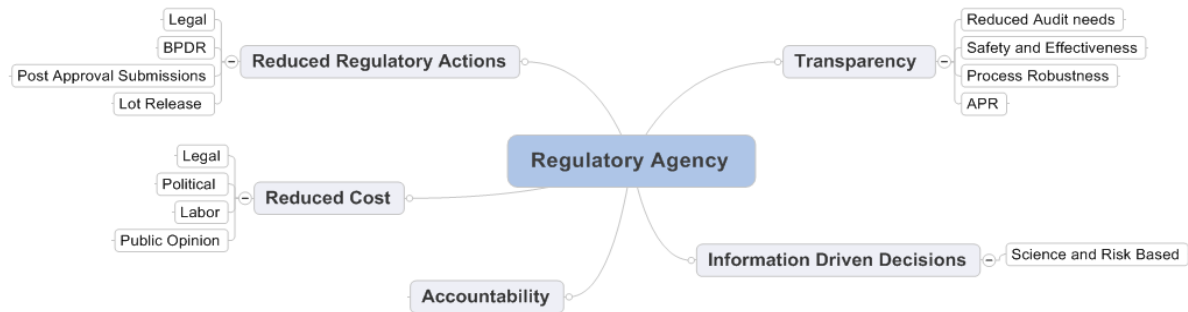 Legal
BPDR
Post Approval Submissions
Lot Release
Reduced Regulatory Actions
Transparency
Reduced Audit needs
Safety and Effectiveness
Process Robustness
APR
Regulatory Agency
Legal
Political
Labor
Public Opinion
Reduced Cost
Information Driven Decisions
Science and Risk Based
Accountability